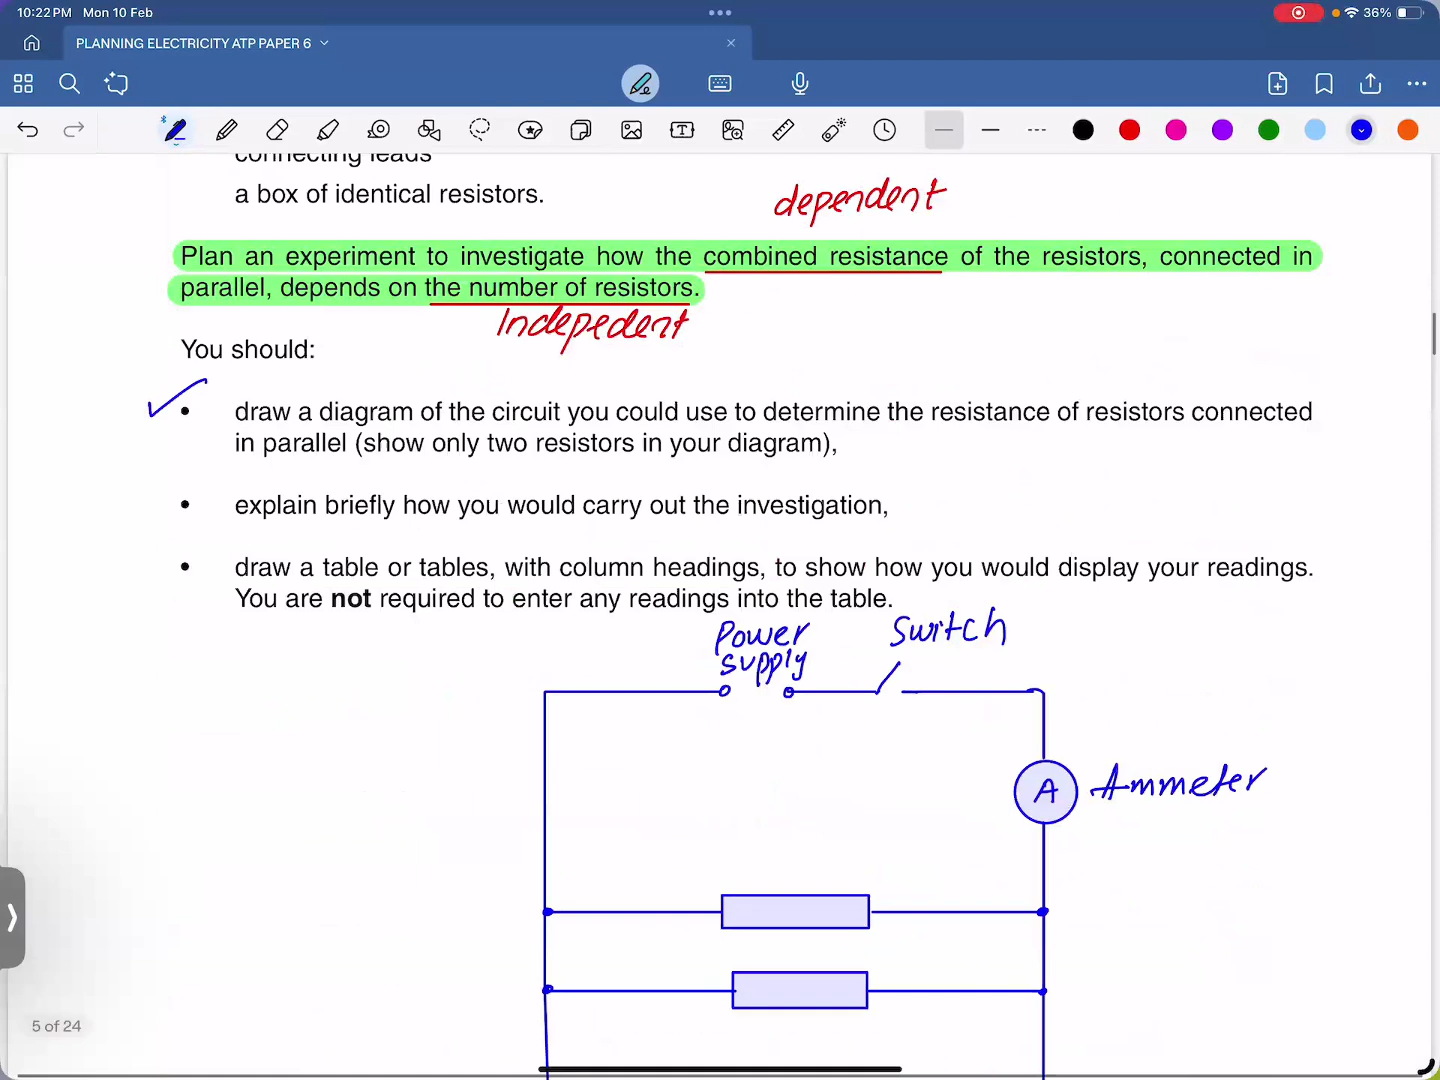 10:22 PM Mon 10 Feb
36%
PLANNING ELECTRICITY ATP PAPER 6
connecting leads
a box of identical resistors.
dependent
Plan an experiment to investigate how the combined resistance of the resistors, connected in
parallel, depends on the number of resistors.
Indepedent
You should:
• draw a diagram of the circuit you could use to determine the resistance of resistors connected
in parallel (show only two resistors in your diagram),
• explain briefly how you would carry out the investigation,
• draw a table or tables, with column headings, to show how you would display your readings.
You are not required to enter any readings into the table.
Power
supply
Switch
A Ammeter
5 of 24